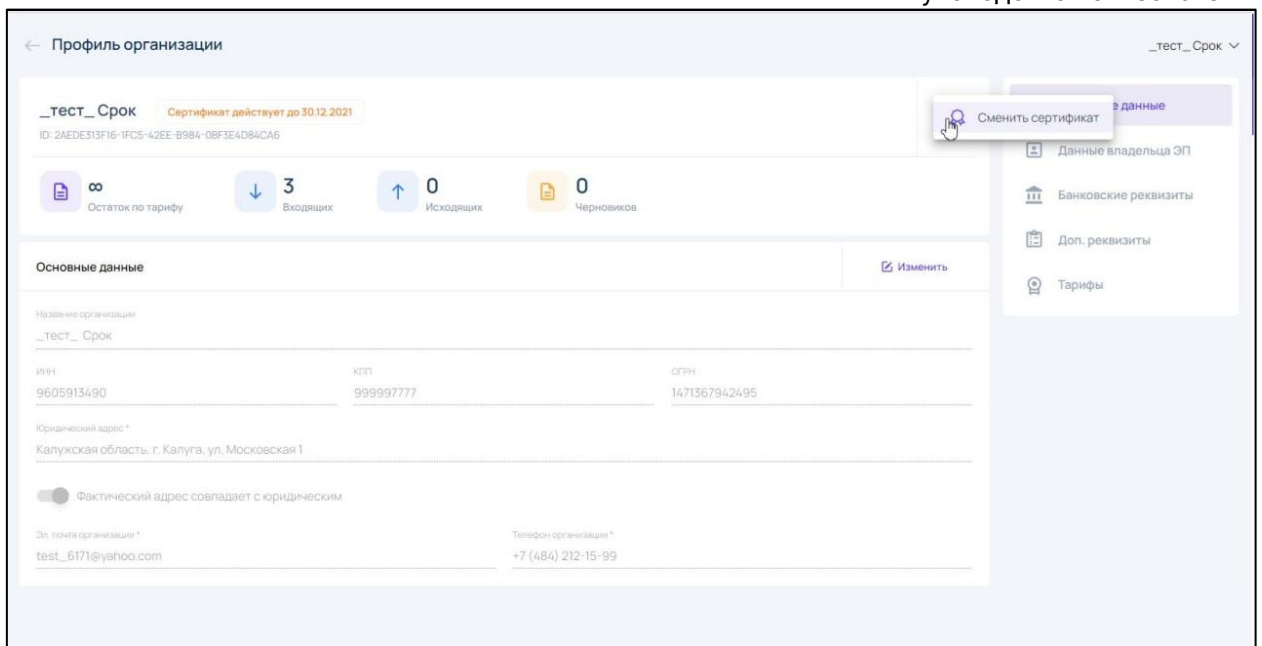 Профиль организации
_тест_ Срок
_тест_ Срок
Сертификат действует до 30.12.2021
ID: 2AEDE313F16-1FC5-42EE-B984-0BF3E4D84CA6
∞
Остаток по тарифу
3
Входящих
0
Исходящих
0
Черновиков
Сменить сертификат
е данные
Данные владельца ЭП
Банковские реквизиты
Доп. реквизиты
Тарифы
Основные данные
Изменить
Название организации
_тест_ Срок
ИНН
9605913490
КПП
999997777
ОГРН
1471367942495
Юридический адрес *
Калужская область, г. Калуга, ул. Московская 1
Фактический адрес совпадает с юридическим
Эл. почта организации *
test_6171@yahoo.com
Телефон организации *
+7 (484) 212-15-99